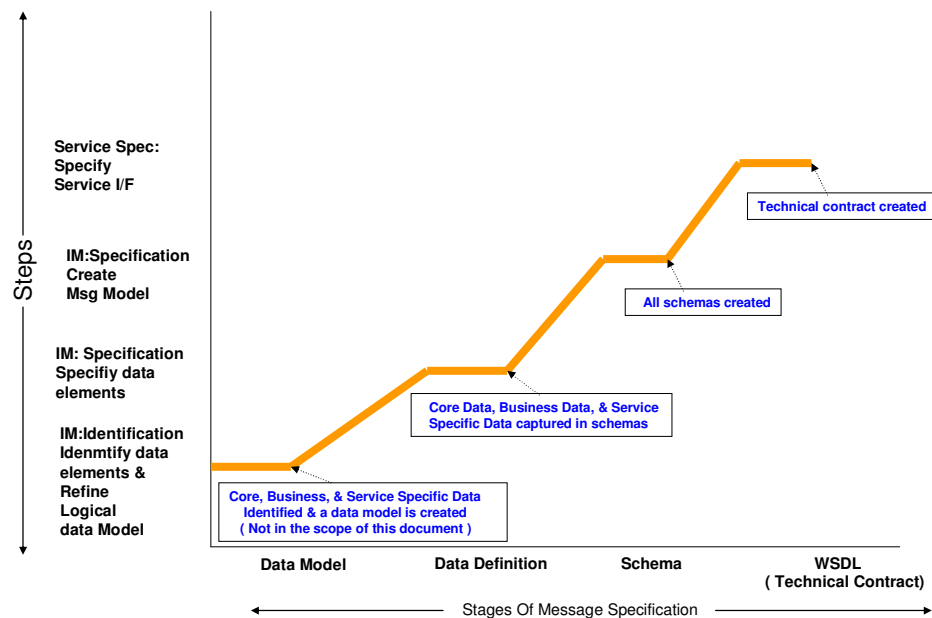 Steps
Service Spec:
Specify
Service I/F
IM:Specification
Create
Msg Model
IM: Specification
Specifiy data
elements
IM:Identification
Idenmtify data
elements &
Refine
Logical
data Model
Technical contract created
All schemas created
Core Data, Business Data, & Service
Specific Data captured in schemas
Core, Business, & Service Specific Data
Identified & a data model is created
( Not in the scope of this document )
Data Model
Data Definition
Schema
WSDL
( Technical Contract)
Stages Of Message Specification